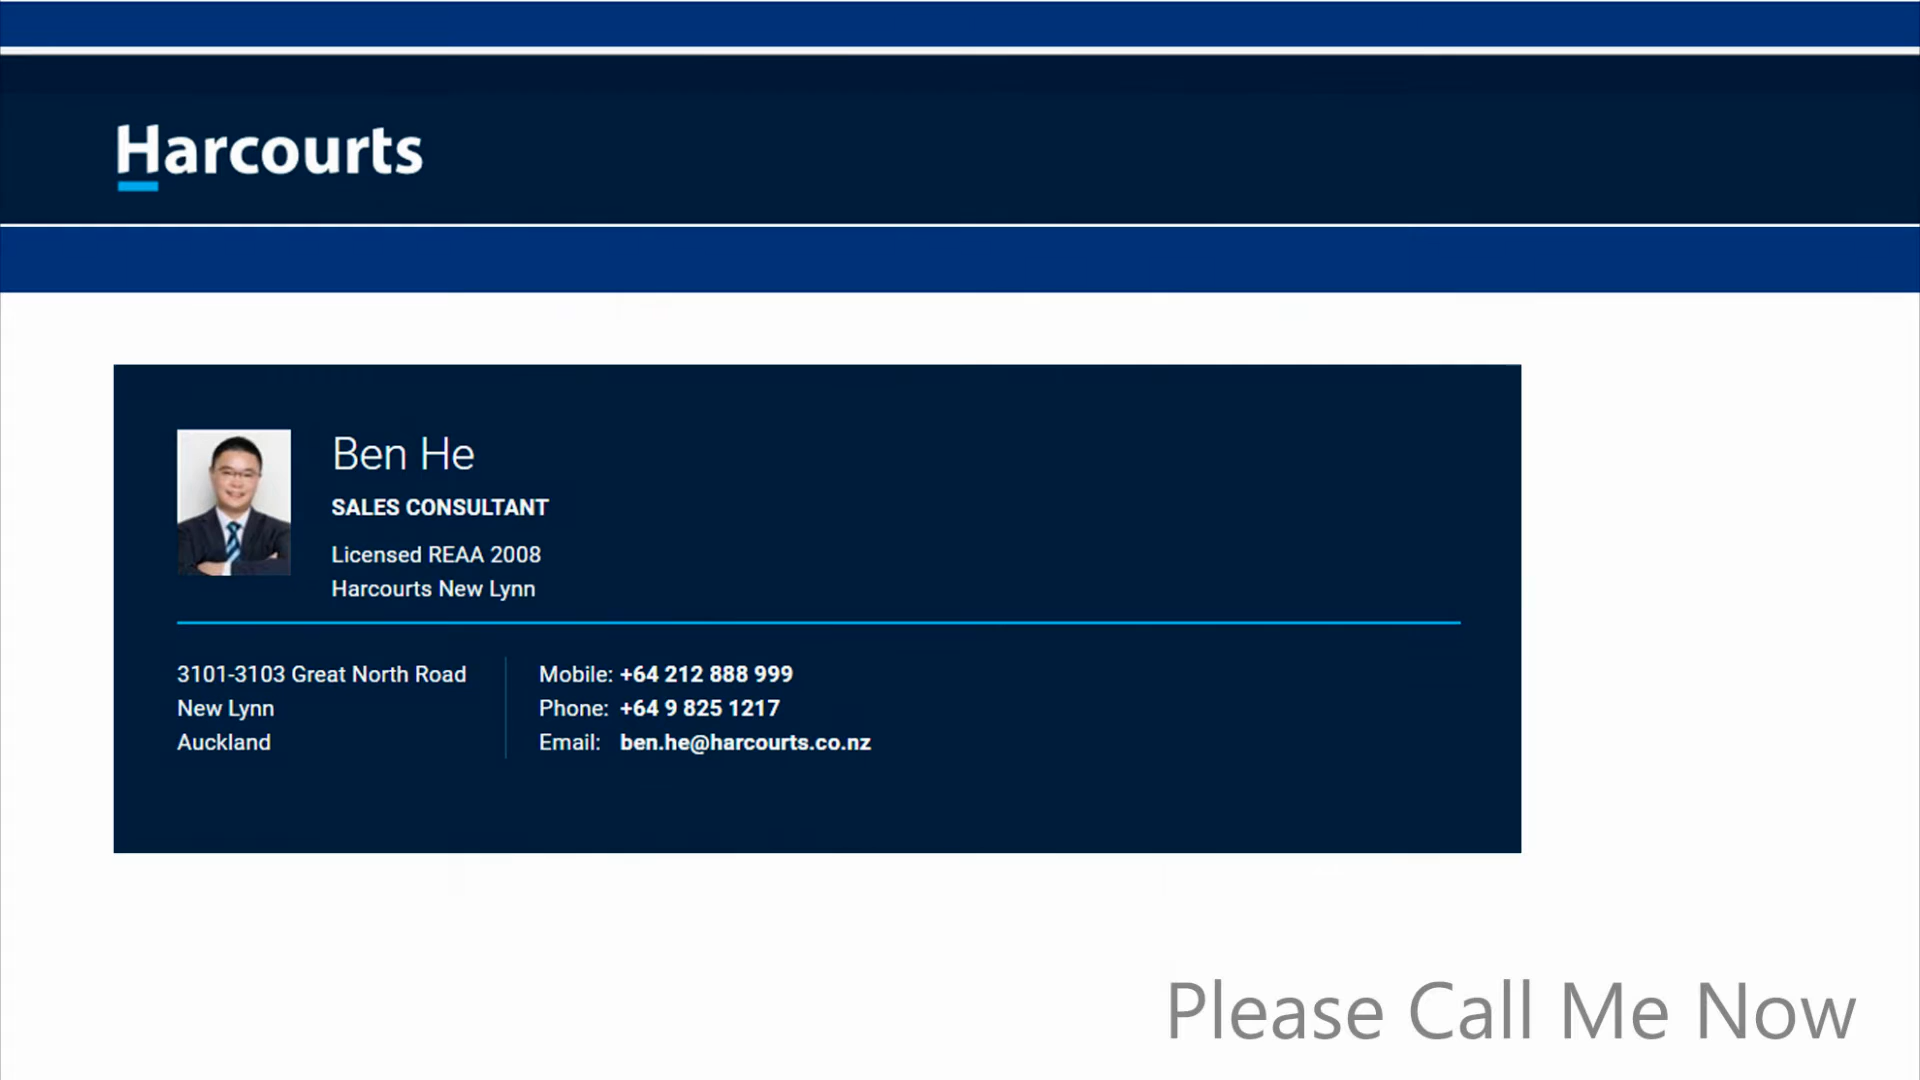 Harcourts
Ben He
SALES CONSULTANT
Licensed REAA 2008
Harcourts New Lynn
3101-3103 Great North Road
New Lynn
Auckland
Mobile: +64 212 888 999
Phone: +64 9 825 1217
Email: ben.he@harcourts.co.nz
Please Call Me Now